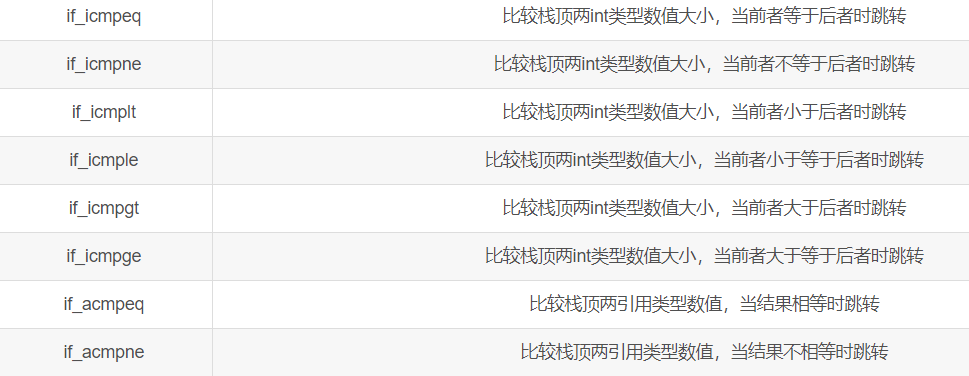 if_icmpeq 比较栈顶两int类型数值大小，当前者等于后者时跳转
if_icmpne 比较栈顶两int类型数值大小，当前者不等于后者时跳转
if_icmplt 比较栈顶两int类型数值大小，当前者小于后者时跳转
if_icmple 比较栈顶两int类型数值大小，当前者小于等于后者时跳转
if_icmpgt 比较栈顶两int类型数值大小，当前者大于后者时跳转
if_icmpge 比较栈顶两int类型数值大小，当前者大于等于后者时跳转
if_acmpeq 比较栈顶两引用类型数值，当结果相等时跳转
if_acmpne 比较栈顶两引用类型数值，当结果不相等时跳转